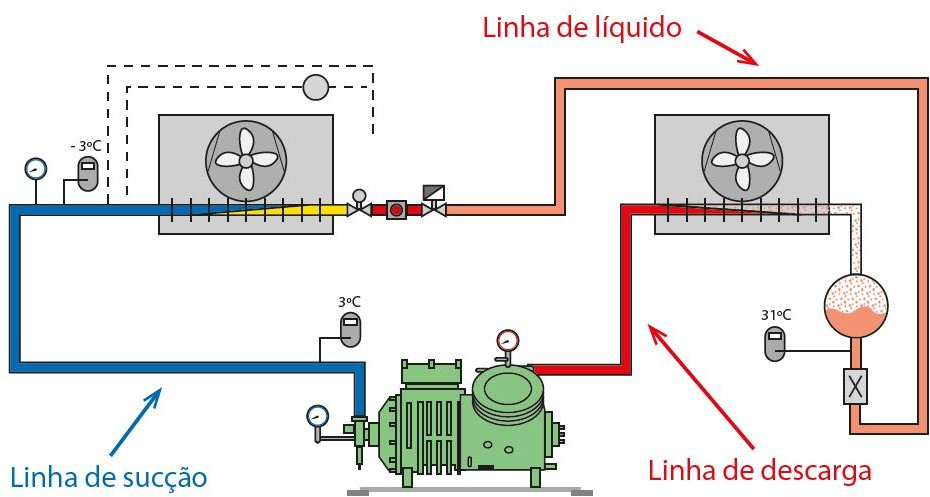 Linha de líquido
- 3ºC
3ºC
31ºC
Linha de sucção
Linha de descarga